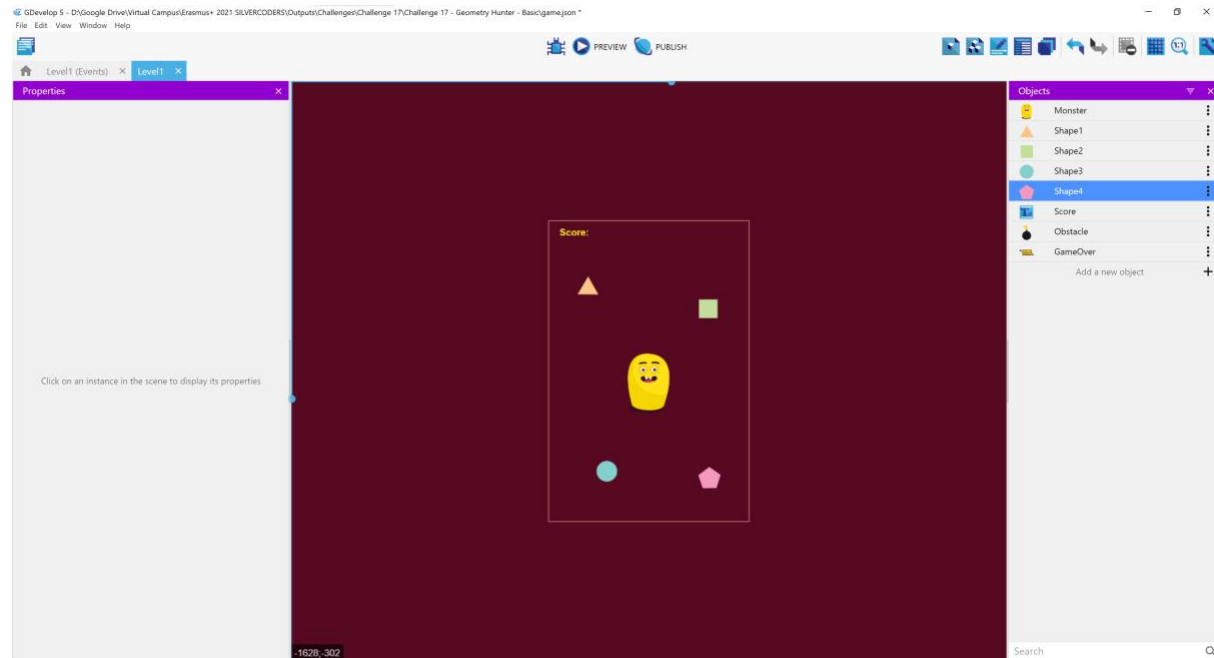 GDevelop 5 - D:\Google Drive\Virtual Campus\Erasmus+ 2021 SILVERCODERS\Outputs\Challenges\Challenge 17\Challenge 17 - Geometry Hunter - Basic\game.json *
File Edit View Window Help
PREVIEW PUBLISH
Level1 (Events) Level1
Properties
Objects
Monster
Shape1
Shape2
Shape3
Shape4
Score
Obstacle
GameOver
Add a new object
Score:
Click on an instance in the scene to display its properties
-1628;-302
Search